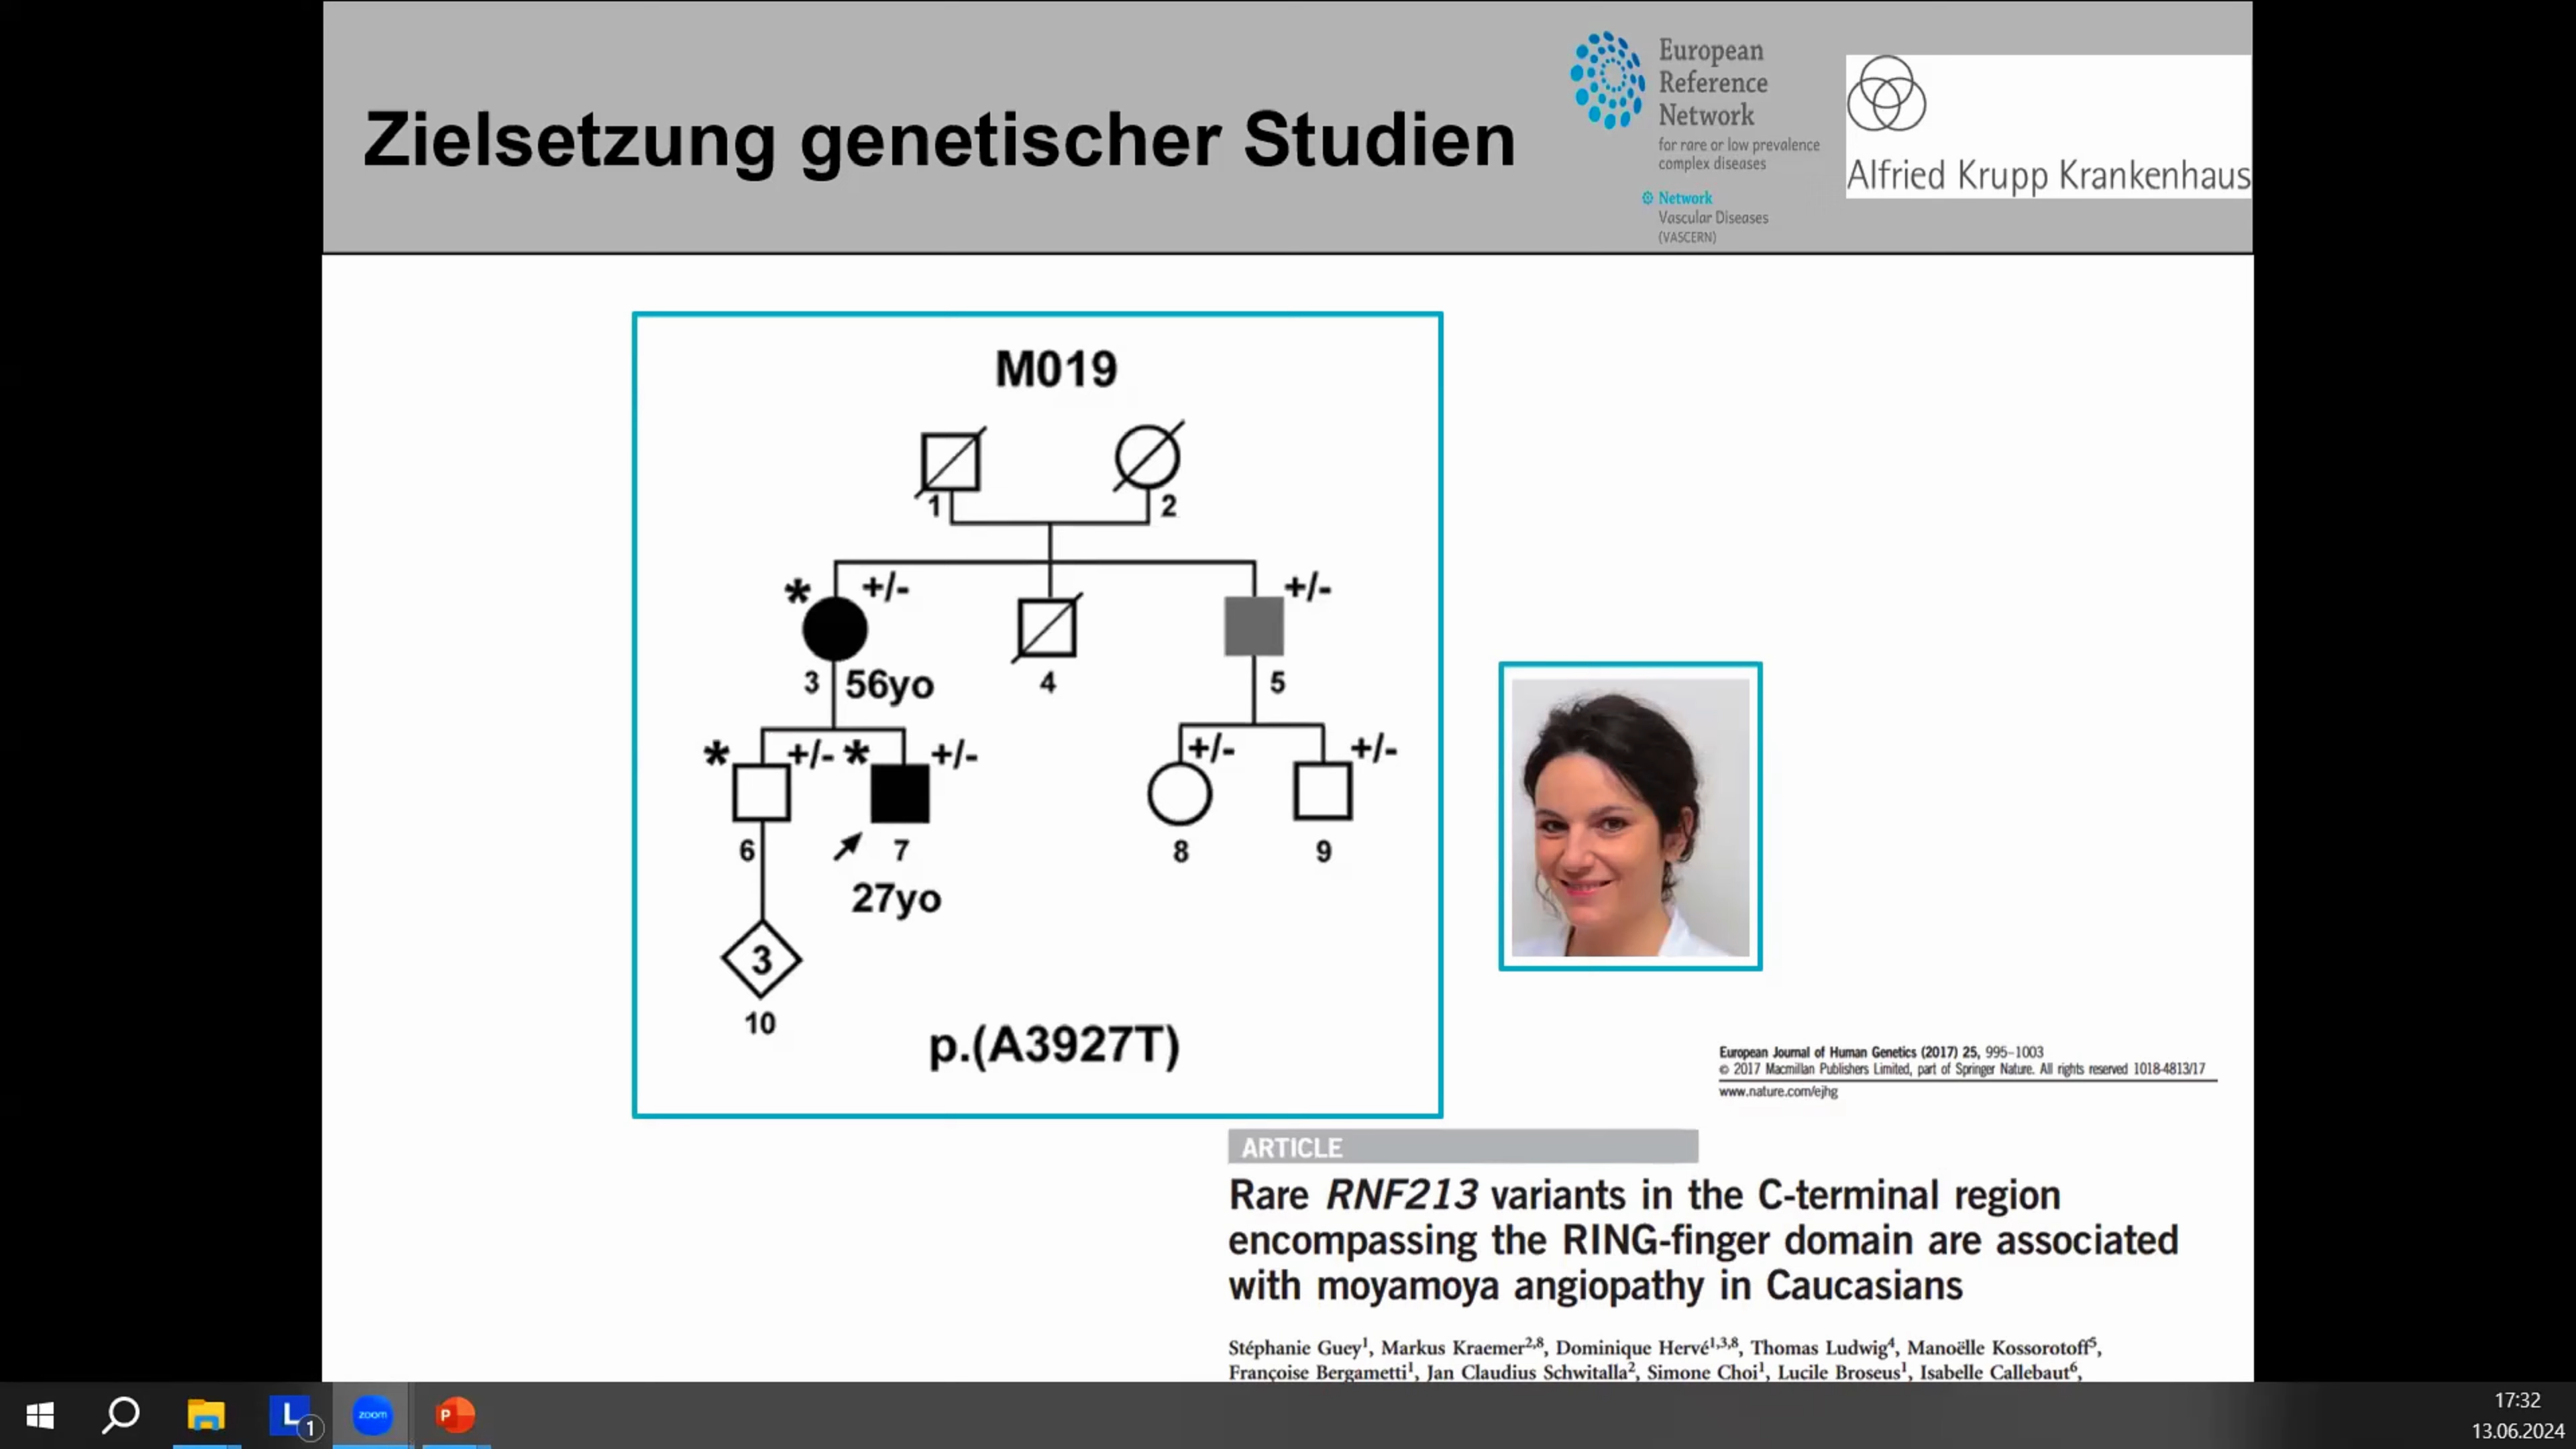 Zielsetzung genetischer Studien
European
Reference
Network
for rare or low prevalence
complex diseases
Network
Vascular Diseases
(VASCERN)
Alfried Krupp Krankenhaus
M019
1
2
* +/-
+/-
3 56yo
4
5
* +/- * +/-
+/-
+/-
6
7
8
9
27yo
3
10
p.(A3927T)
European Journal of Human Genetics (2017) 25, 995–1003
© 2017 Macmillan Publishers Limited, part of Springer Nature. All rights reserved 1018-4813/17
www.nature.com/ejhg
ARTICLE
Rare RNF213 variants in the C-terminal region
encompassing the RING-finger domain are associated
with moyamoya angiopathy in Caucasians
Stéphanie Guey1, Markus Kraemer2,8, Dominique Hervé1,3,8, Thomas Ludwig4, Manoëlle Kossorotoff5,
Françoise Bergametti1, Jan Claudius Schwitalla2, Simone Choi1, Lucile Broseus1, Isabelle Callebaut6,
L
1
zoom
P
17:32
13.06.2024